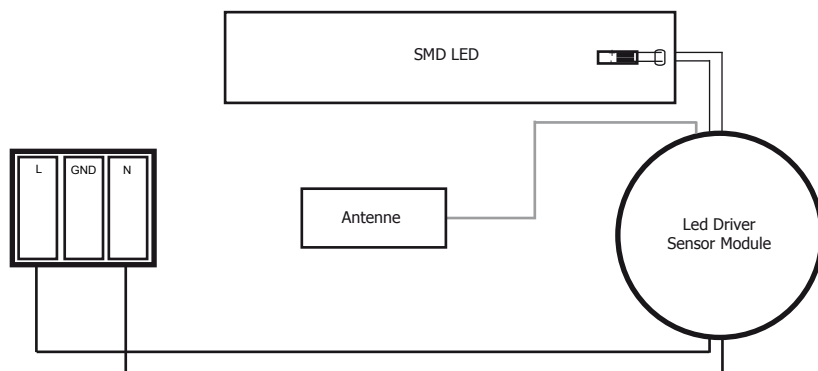 SMD LED
L GND N
Antenne
Led Driver
Sensor Module